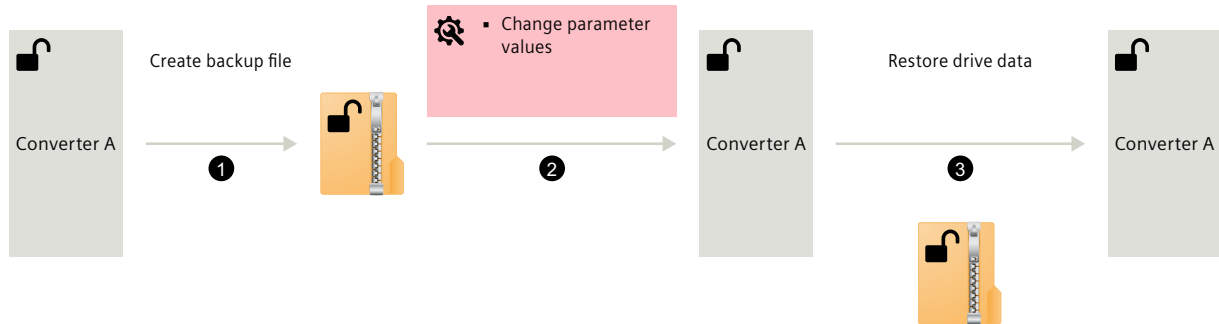 Converter A
Create backup file
1
▪ Change parameter
values
2
Converter A
Restore drive data
3
Converter A